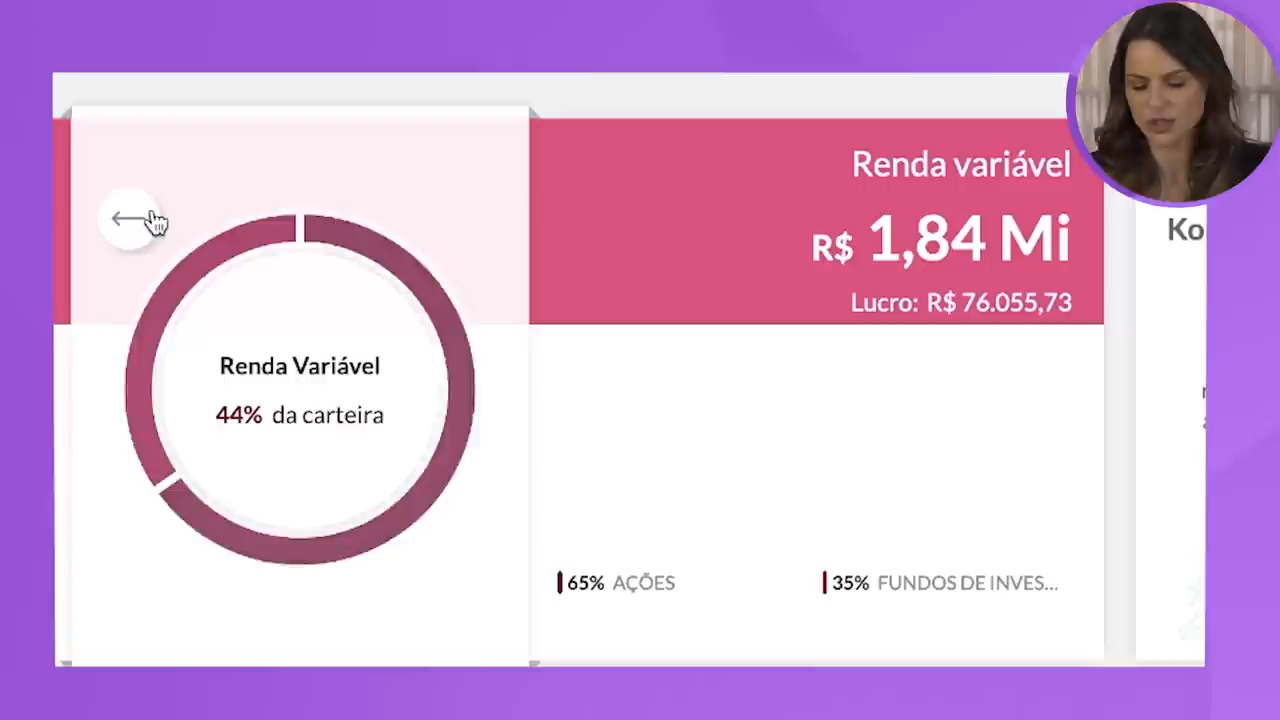 Renda variável
R$ 1,84 Mi
Lucro: R$ 76.055,73
Renda Variável
44% da carteira
65% AÇÕES
35% FUNDOS DE INVES...
Ko